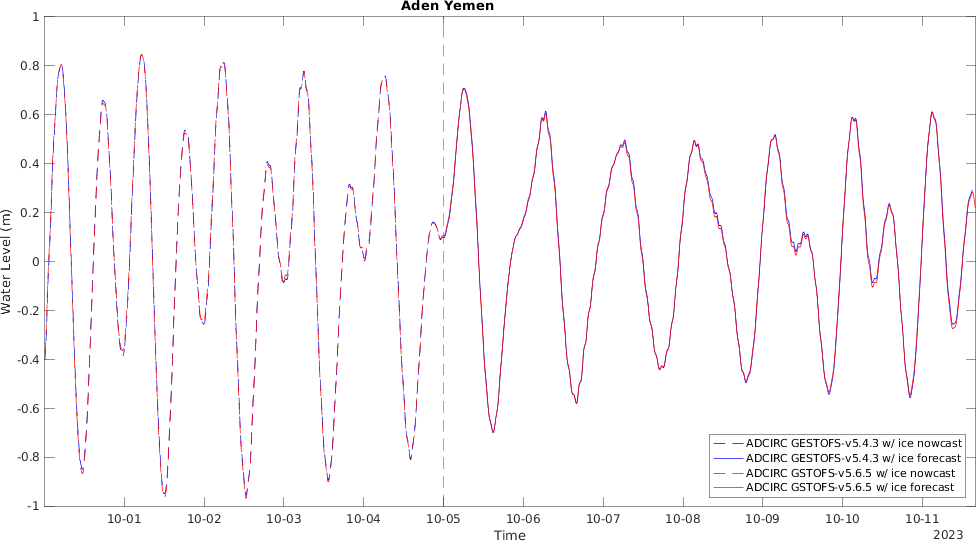 Aden Yemen
1
0.8
0.6
0.4
0.2
0
-0.2
-0.4
-0.6
-0.8
-1
Water Level (m)
ADCIRC GESTOFS-v5.4.3 w/ ice nowcast
ADCIRC GESTOFS-v5.4.3 w/ ice forecast
ADCIRC GSTOFS-v5.6.5 w/ ice nowcast
ADCIRC GSTOFS-v5.6.5 w/ ice forecast
10-01 10-02 10-03 10-04 10-05 10-06 10-07 10-08 10-09 10-10 10-11
Time 2023